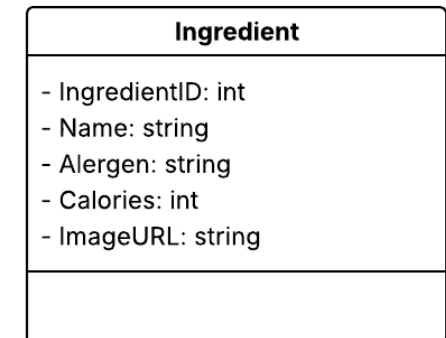 Ingredient
- IngredientID: int
- Name: string
- Alergen: string
- Calories: int
- ImageURL: string